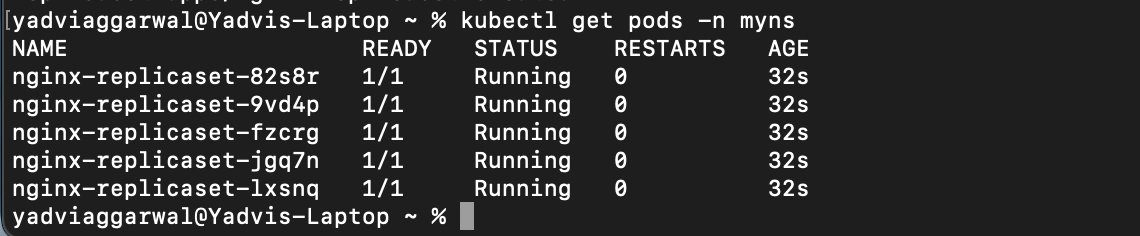 [yadviaggarwal@Yadvis-Laptop ~ % kubectl get pods -n myns
NAME READY STATUS RESTARTS AGE
nginx-replicaset-82s8r 1/1 Running 0 32s
nginx-replicaset-9vd4p 1/1 Running 0 32s
nginx-replicaset-fzcrg 1/1 Running 0 32s
nginx-replicaset-jgq7n 1/1 Running 0 32s
nginx-replicaset-lxsnq 1/1 Running 0 32s
yadviaggarwal@Yadvis-Laptop ~ %